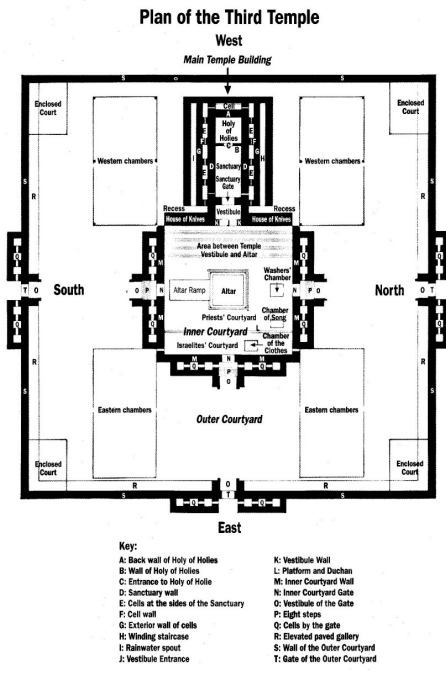 Plan of the Third Temple
West
Main Temple Building
S
S
Enclosed
Court
Enclosed
Court
Cell
A
Holy
of
Holies
C
B
E
E
F
F
G
G
I
H
D
Sanctuary
D
E
E
Sanctuary
Gate
Western chambers
Western chambers
S
R
R
S
Recess
Recess
House of Knives
Vestibule
House of Knives
N J K
Area between Temple
Vestibule and Altar
M
M
Q
Q
Q
Q
Washers'
Chamber
T O
South
O P N
Altar Ramp
Altar
N P O
North
O T
Priests' Courtyard
Chamber
of Song
L
Q
Q
M
Inner Courtyard
Q
Q
Israelites' Courtyard
Chamber
of the
Clothes
M
N
M
Q
P
Q
O
R
R
Eastern chambers
Outer Courtyard
Eastern chambers
S
S
Enclosed
Court
Enclosed
Court
R
O
R
S
T
S
Q
Q
East
Key:
A: Back wall of Holy of Holies
B: Wall of Holy of Holies
C: Entrance to Holy of Holie
D: Sanctuary wall
E: Cells at the sides of the Sanctuary
F: Cell wall
G: Exterior wall of cells
H: Winding staircase
I: Rainwater spout
J: Vestibule Entrance
K: Vestibule Wall
L: Platform and Duchan
M: Inner Courtyard Wall
N: Inner Courtyard Gate
O: Vestibule of the Gate
P: Eight steps
Q: Cells by the gate
R: Elevated paved gallery
S: Wall of the Outer Courtyard
T: Gate of the Outer Courtyard